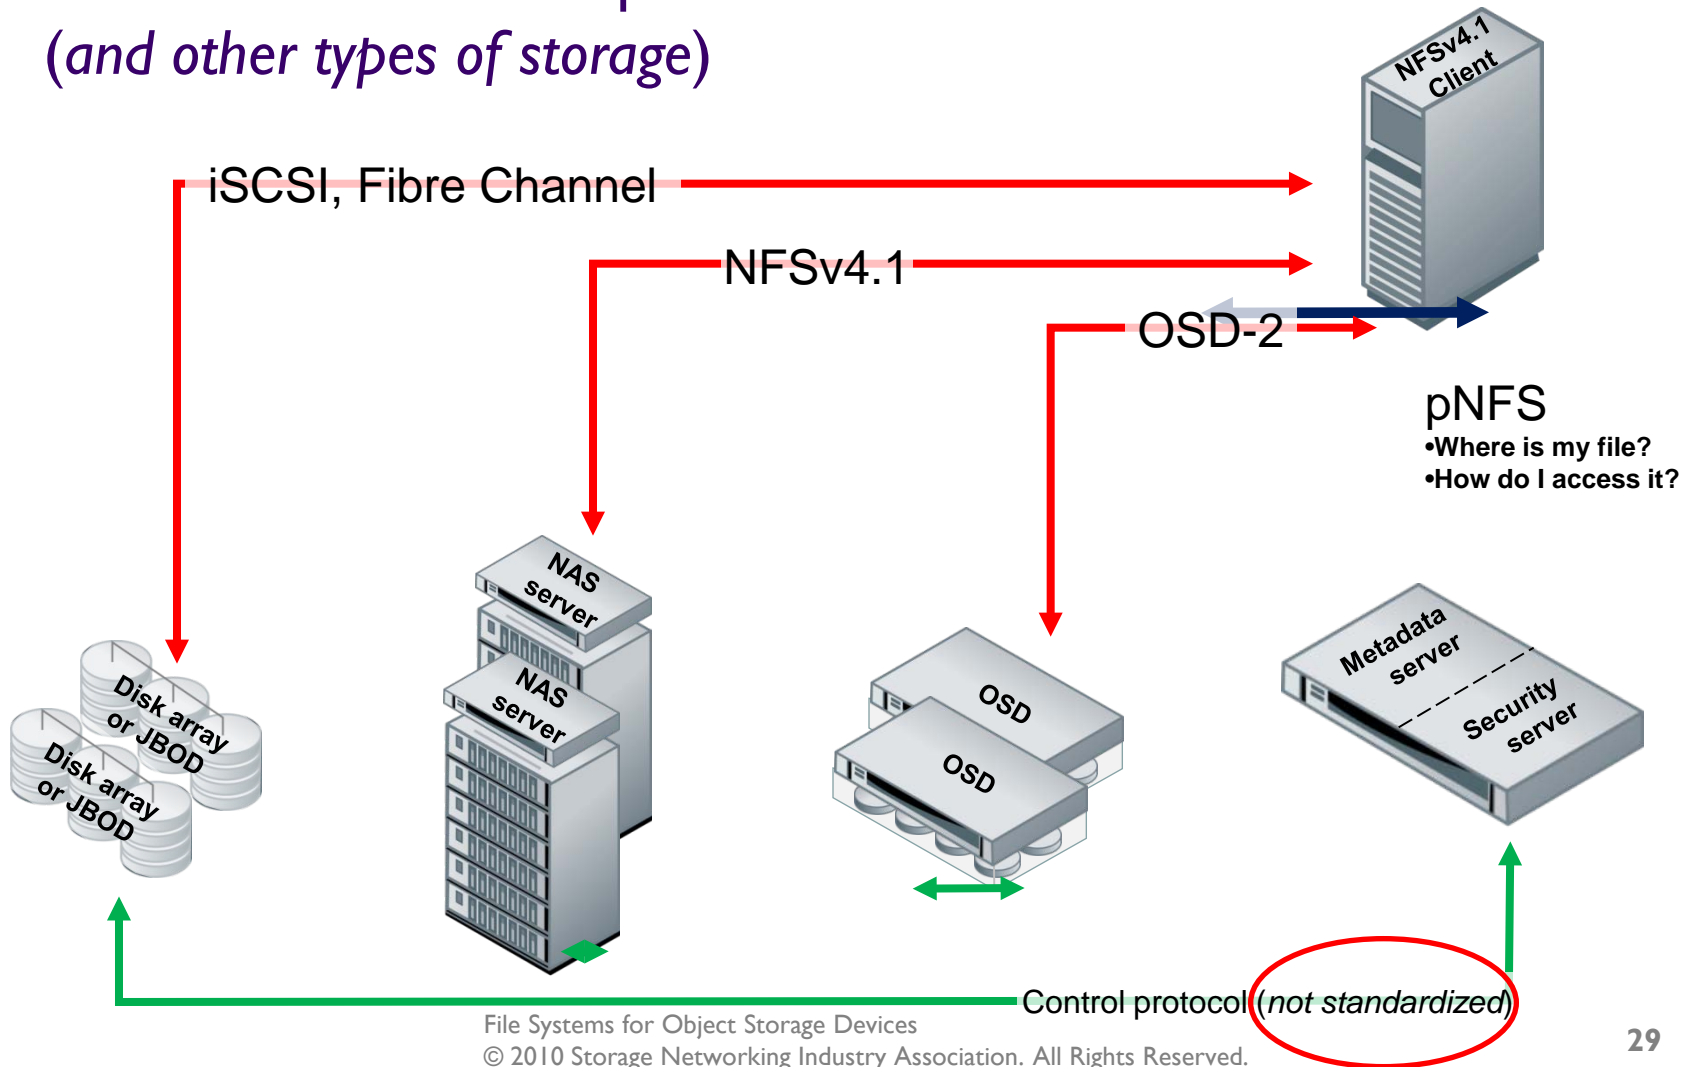 (and other types of storage)
NFSv4.1
Client
iSCSI, Fibre Channel
NFSv4.1
OSD-2
pNFS
•Where is my file?
•How do I access it?
NAS
server
NAS
server
Disk array
or JBOD
Disk array
or JBOD
OSD
OSD
Metadata
server
Security
server
Control protocol (not standardized)
File Systems for Object Storage Devices
© 2010 Storage Networking Industry Association. All Rights Reserved.
29